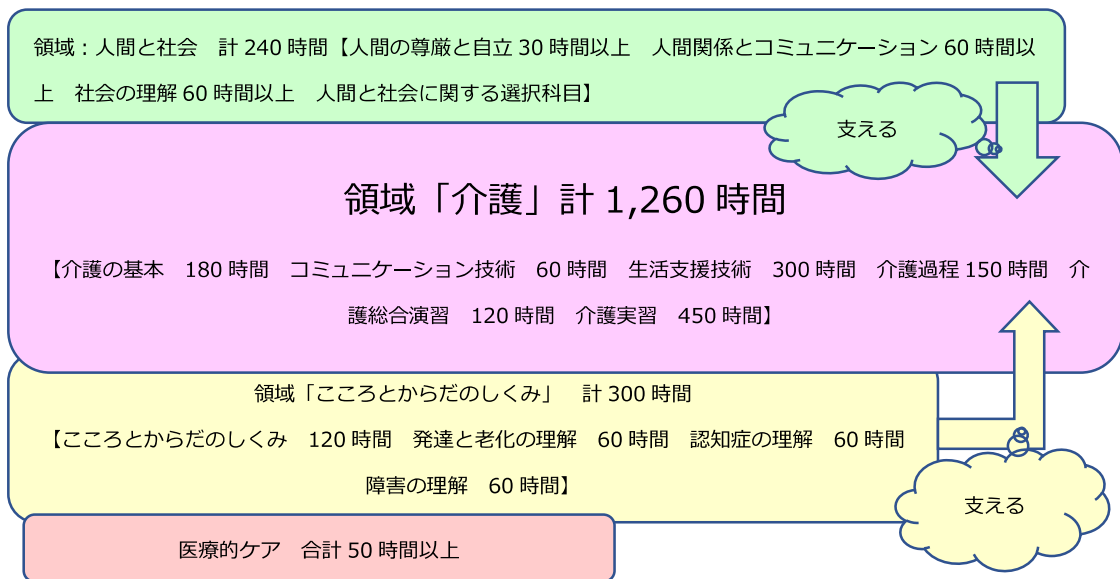 領域：人間と社会　計 240 時間【人間の尊厳と自立 30 時間以上　人間関係とコミュニケーション 60 時間以
上　社会の理解 60 時間以上　人間と社会に関する選択科目】
支える
領域「介護」計 1,260 時間
【介護の基本　180 時間　コミュニケーション技術　60 時間　生活支援技術　300 時間　介護過程 150 時間　介
護総合演習　120 時間　介護実習　450 時間】
領域「こころとからだのしくみ」　計 300 時間
【こころとからだのしくみ　120 時間　発達と老化の理解　60 時間　認知症の理解　60 時間
障害の理解　60 時間】
支える
医療的ケア　合計 50 時間以上